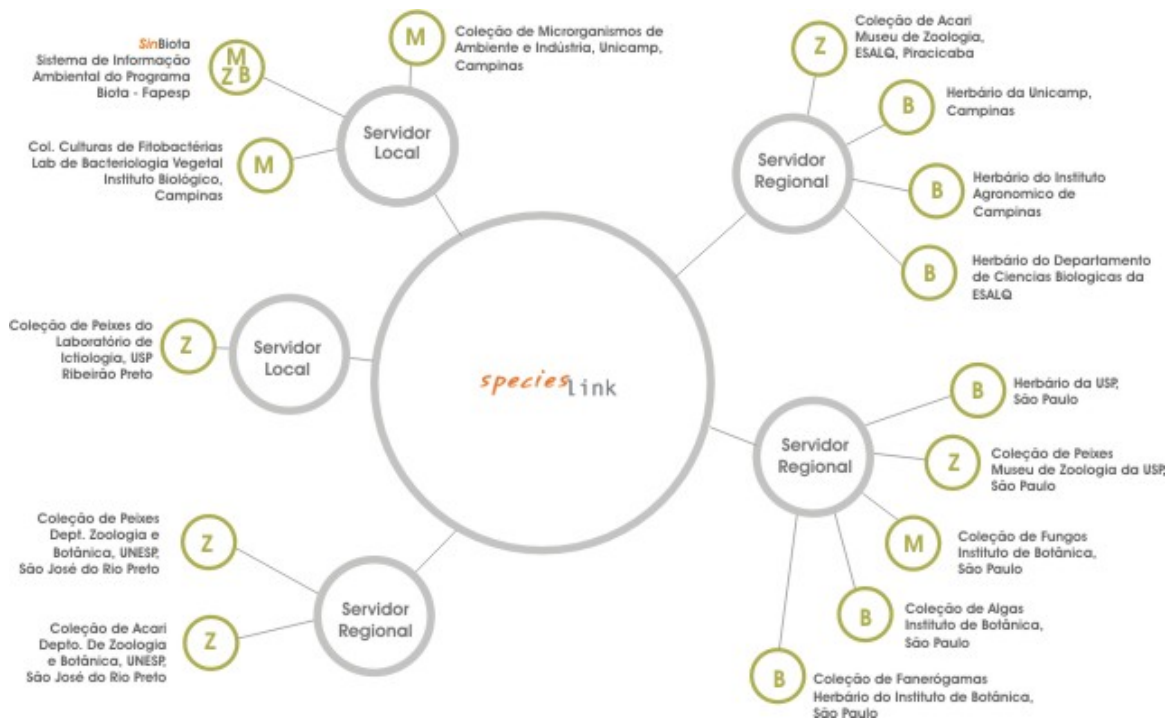 SinBiota
Sistema de Informação
Ambiental do Programa
Biota - Fapesp
M
Z B
M
Coleção de Microrganismos de
Ambiente e Indústria, Unicamp,
Campinas
Col. Culturas de Fitobactérias
Lab de Bacteriologia Vegetal
Instituto Biológico,
Campinas
M
Servidor
Local
Z
Coleção de Acari
Museu de Zoologia,
ESALQ, Piracicaba
B
Herbário da Unicamp,
Campinas
Servidor
Regional
B
Herbário do Instituto
Agronomico de
Campinas
B
Herbário do Departamento
de Ciencias Biologicas da
ESALQ
Coleção de Peixes do
Laboratório de
Ictiologia, USP
Ribeirão Preto
Z
Servidor
Local
species link
B
Herbário da USP,
São Paulo
Servidor
Regional
Z
Coleção de Peixes
Museu de Zoologia da USP,
São Paulo
M
Coleção de Fungos
Instituto de Botânica,
São Paulo
B
Coleção de Algas
Instituto de Botânica,
São Paulo
B
Coleção de Fanerógamas
Herbário do Instituto de Botânica,
São Paulo
Coleção de Peixes
Dept. Zoologia e
Botânica, UNESP,
São José do Rio Preto
Z
Servidor
Regional
Coleção de Acari
Depto. De Zoologia
e Botânica, UNESP,
São José do Rio Preto
Z